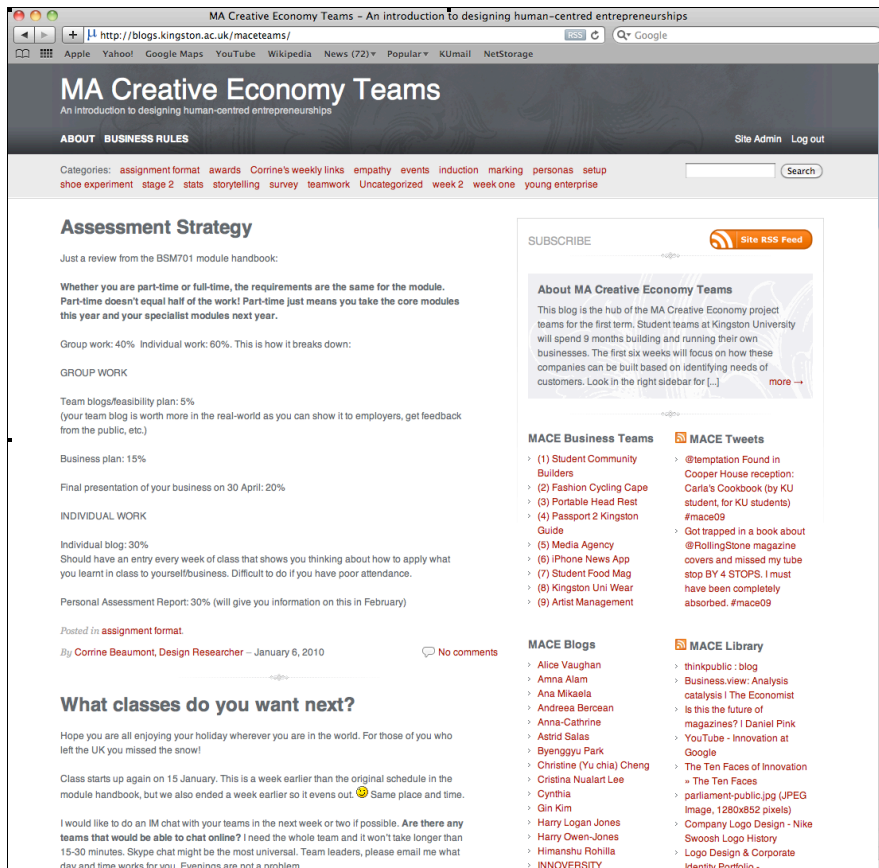 MA Creative Economy Teams – An introduction to designing human-centred entrepreneurships
http://blogs.kingston.ac.uk/maceteams/
RSS
Google
Apple Yahoo! Google Maps YouTube Wikipedia News (72) Popular KUmail NetStorage
MA Creative Economy Teams
An introduction to designing human-centred entrepreneurships
ABOUT BUSINESS RULES
Site Admin Log out
Categories: assignment format awards Corrine's weekly links empathy events induction marking personas setup
shoe experiment stage 2 stats storytelling survey teamwork Uncategorized week 2 week one young enterprise
Search
Assessment Strategy
Just a review from the BSM701 module handbook:
Whether you are part-time or full-time, the requirements are the same for the module.
Part-time doesn't equal half of the work! Part-time just means you take the core modules
this year and your specialist modules next year.
Group work: 40% Individual work: 60%. This is how it breaks down:
GROUP WORK
Team blogs/feasibility plan: 5%
(your team blog is worth more in the real-world as you can show it to employers, get feedback
from the public, etc.)
Business plan: 15%
Final presentation of your business on 30 April: 20%
INDIVIDUAL WORK
Individual blog: 30%
Should have an entry every week of class that shows you thinking about how to apply what
you learnt in class to yourself/business. Difficult to do if you have poor attendance.
Personal Assessment Report: 30% (will give you information on this in February)
Posted in assignment format.
By Corrine Beaumont, Design Researcher – January 6, 2010
No comments
What classes do you want next?
Hope you are all enjoying your holiday wherever you are in the world. For those of you who
left the UK you missed the snow!
Class starts up again on 15 January. This is a week earlier than the original schedule in the
module handbook, but we also ended a week earlier so it evens out. Same place and time.
I would like to do an IM chat with your teams in the next week or two if possible. Are there any
teams that would be able to chat online? I need the whole team and it won't take longer than
15-30 minutes. Skype chat might be the most universal. Team leaders, please email me what
day and time works for you. Evenings are not a problem.
SUBSCRIBE
Site RSS Feed
About MA Creative Economy Teams
This blog is the hub of the MA Creative Economy project
teams for the first term. Student teams at Kingston University
will spend 9 months building and running their own
businesses. The first six weeks will focus on how these
companies can be built based on identifying needs of
customers. Look in the right sidebar for [...]
more →
MACE Business Teams
(1) Student Community
Builders
(2) Fashion Cycling Cape
(3) Portable Head Rest
(4) Passport 2 Kingston
Guide
(5) Media Agency
(6) iPhone News App
(7) Student Food Mag
(8) Kingston Uni Wear
(9) Artist Management
MACE Tweets
@temptation Found in
Cooper House reception:
Carla's Cookbook (by KU
student, for KU students)
#mace09
Got trapped in a book about
@RollingStone magazine
covers and missed my tube
stop BY 4 STOPS. I must
have been completely
absorbed. #mace09
MACE Blogs
Alice Vaughan
Amna Alam
Ana Mikaela
Andreea Bercean
Anna-Cathrine
Astrid Salas
Byenggyu Park
Christine (Yu chia) Cheng
Cristina Nualart Lee
Cynthia
Gin Kim
Harry Logan Jones
Harry Owen-Jones
Himanshu Rohilla
INNOVERSITY
MACE Library
thinkpublic : blog
Business.view: Analysis
catalysis | The Economist
Is this the future of
magazines? | Daniel Pink
YouTube - Innovation at
Google
The Ten Faces of Innovation
» The Ten Faces
parliament-public.jpg (JPEG
Image, 1280x852 pixels)
Company Logo Design - Nike
Swoosh Logo History
Logo Design & Corporate
Identity Portfolio -